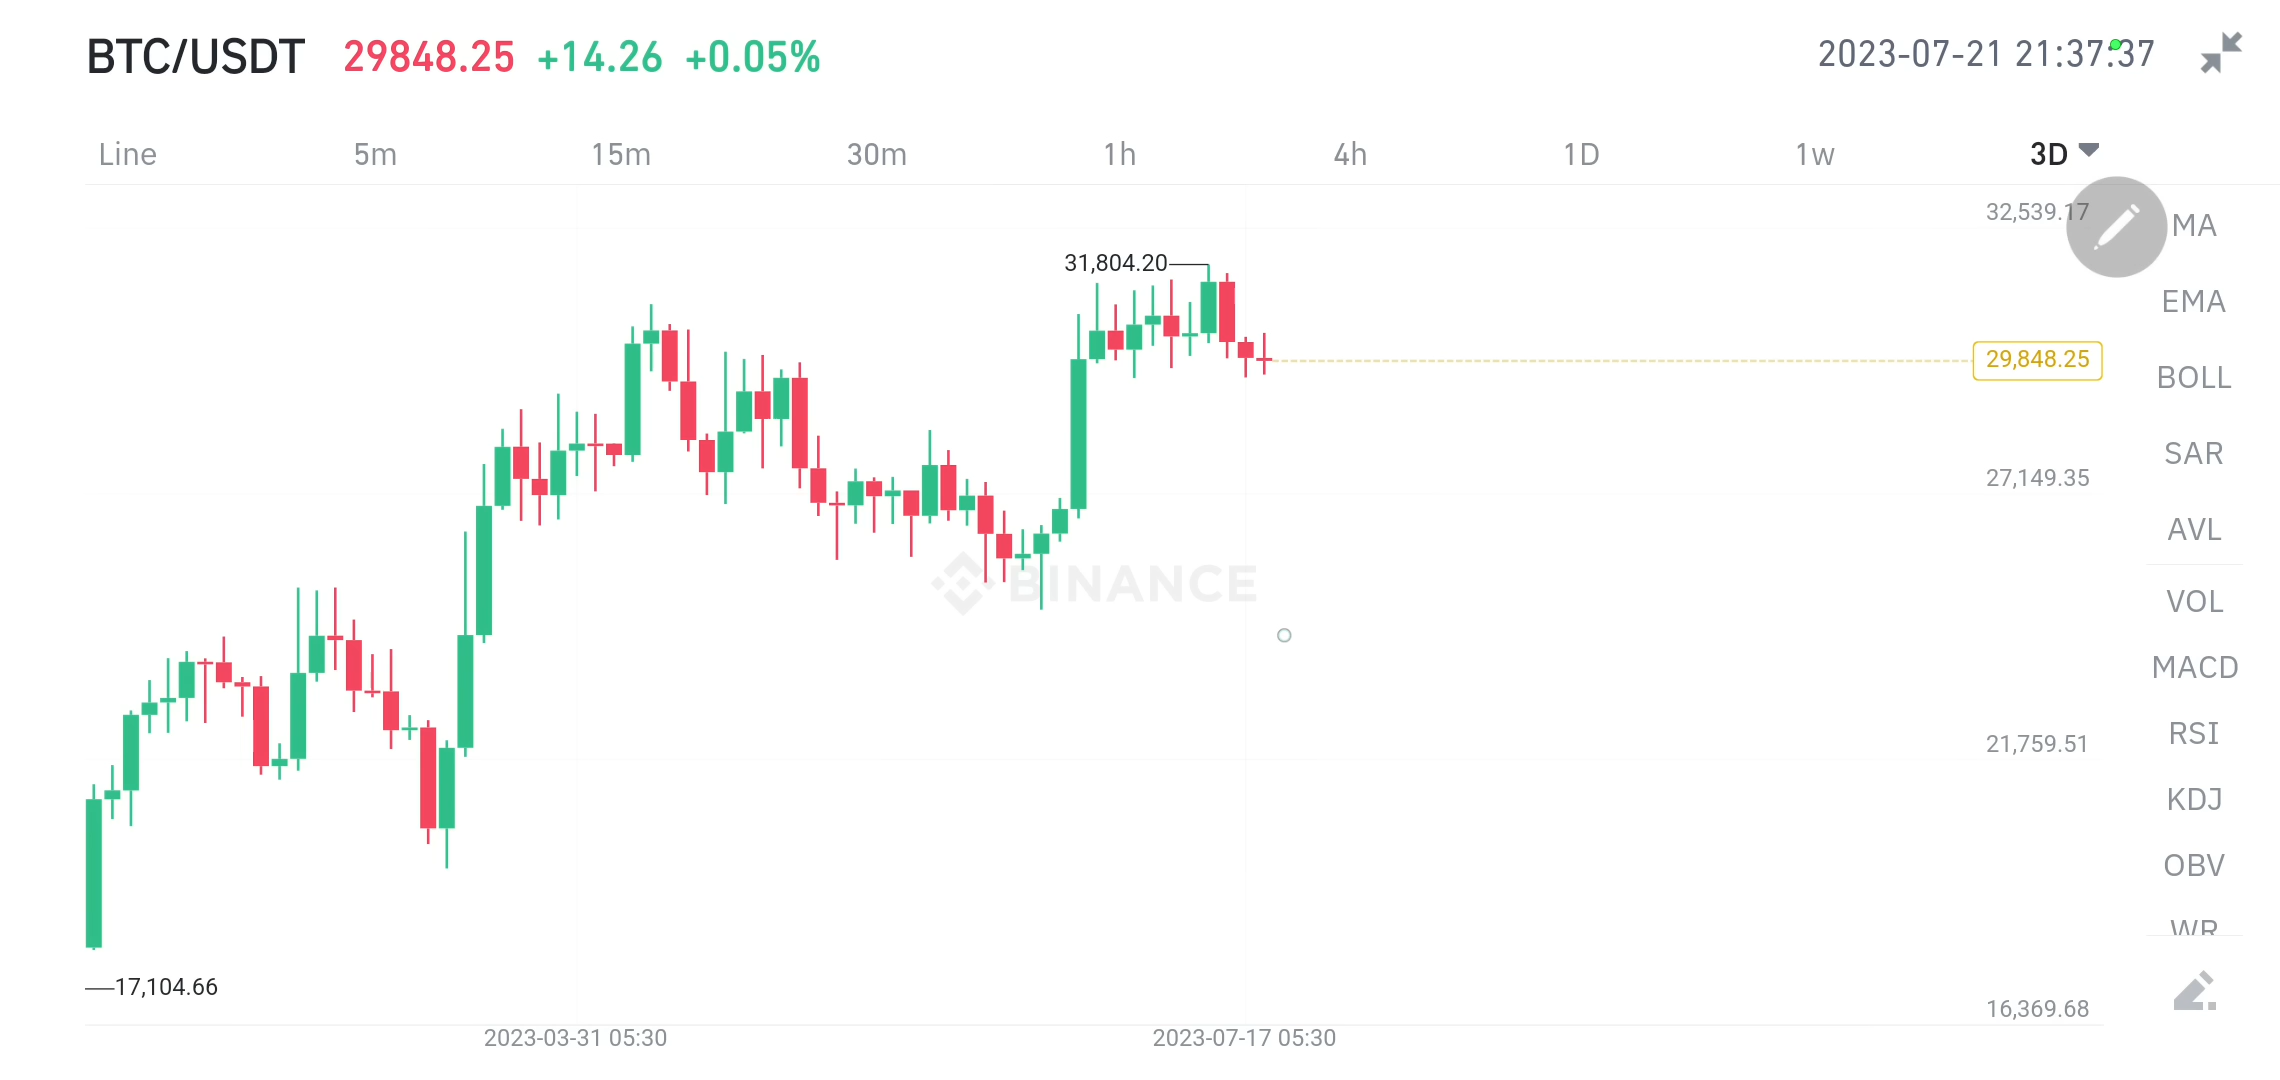 BTC/USDT 29848.25 +14.26 +0.05% 2023-07-21 21:37:37
Line 5m 15m 30m 1h 4h 1D 1w 3D
32,539.17
MA
31,804.20
EMA
29,848.25
BOLL
SAR
27,149.35
AVL
BINANCE
VOL
MACD
RSI
21,759.51
KDJ
OBV
WR
17,104.66
16,369.68
2023-03-31 05:30 2023-07-17 05:30